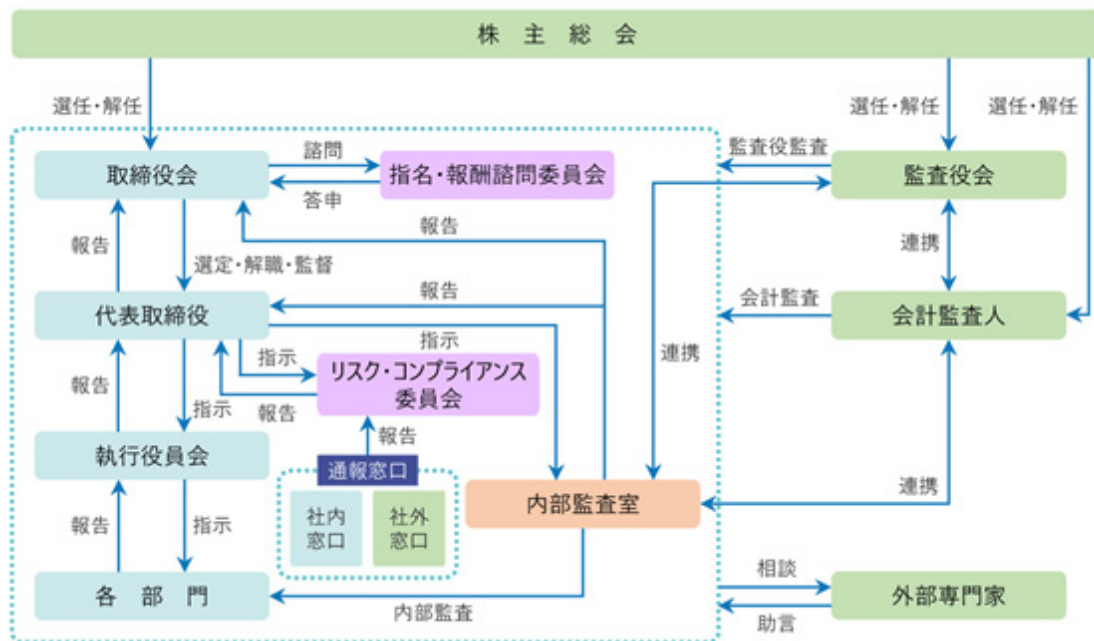 株 主 総 会
選任・解任
選任・解任
選任・解任
取締役会
諮問
答申
指名・報酬諮問委員会
監査役監査
監査役会
報告
選定・解職・監督
報告
連携
代表取締役
報告
会計監査
会計監査人
指示
指示
連携
リスク・コンプライアンス
委員会
報告
指示
報告
報告
執行役員会
通報窓口
社内
窓口
社外
窓口
内部監査室
連携
報告
指示
各 部 門
内部監査
相談
助言
外部専門家